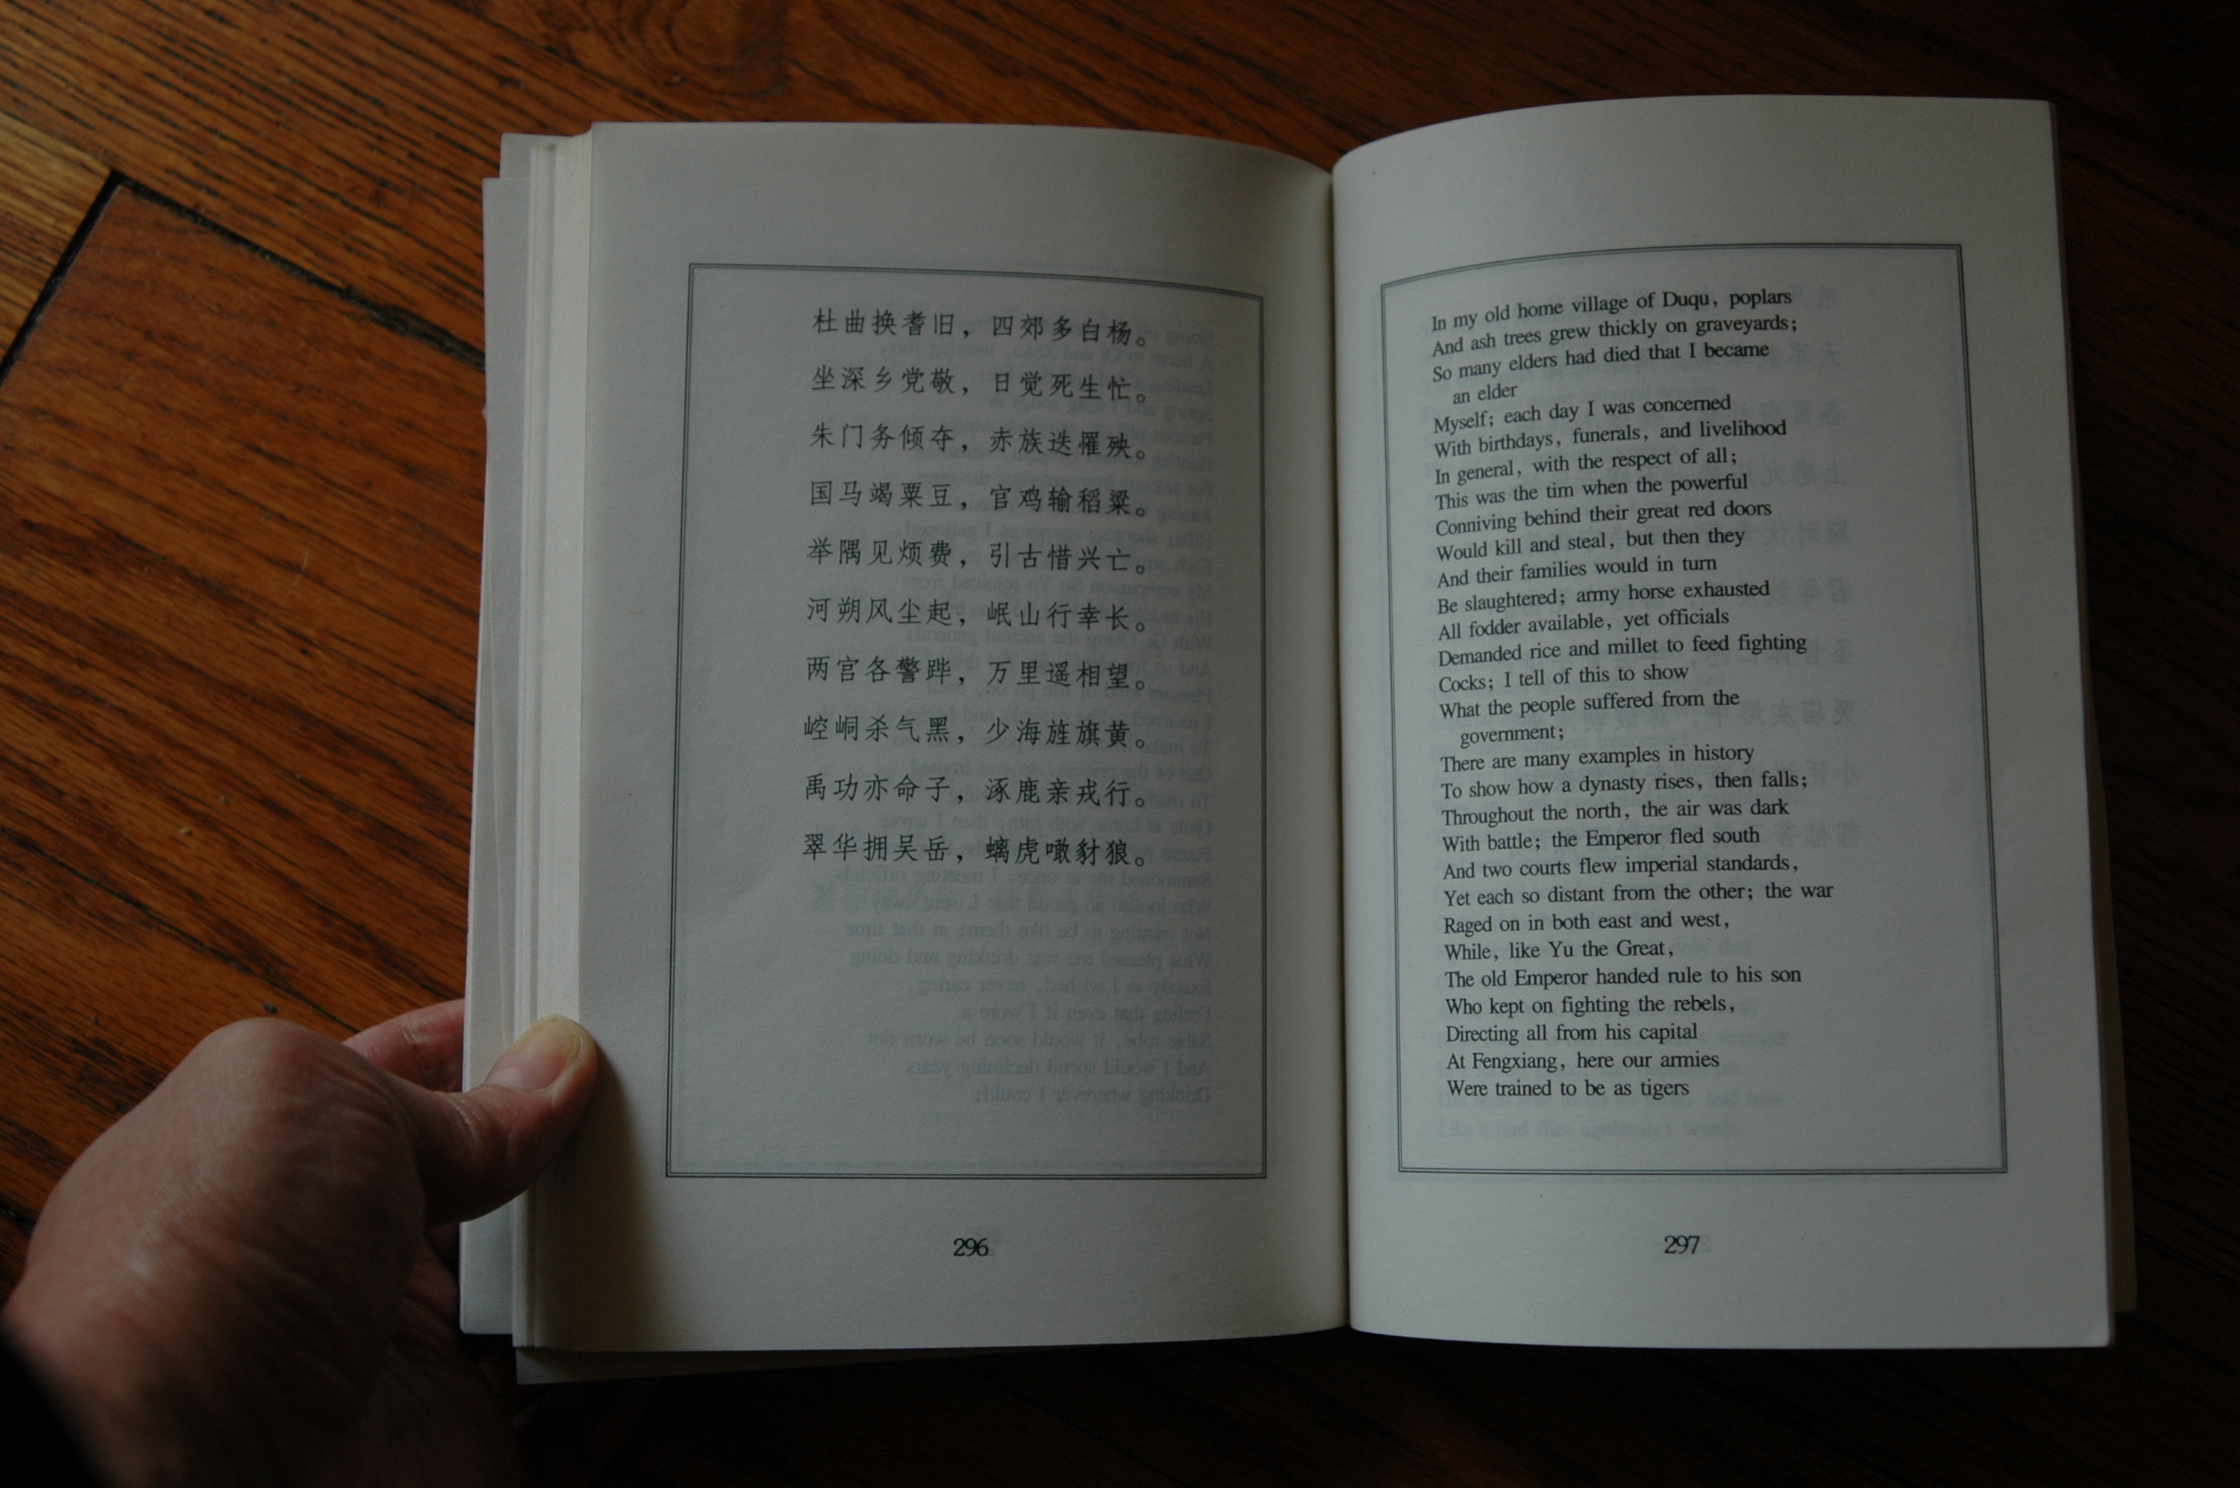 杜曲换耆旧，四郊多白杨。
坐深乡党敬，日觉死生忙。
朱门务倾夺，赤族迭罹殃。
国马竭粟豆，官鸡输稻粱。
举隅见烦费，引古惜兴亡。
河朔风尘起，岷山行幸长。
两宫各警跸，万里遥相望。
崆峒杀气黑，少海旌旗黄。
禹功亦命子，涿鹿亲戎行。
翠华拥吴岳，螭虎噉豺狼。
296
In my old home village of Duqu, poplars
And ash trees grew thickly on graveyards;
So many elders had died that I became
an elder
Myself; each day I was concerned
With birthdays, funerals, and livelihood
In general, with the respect of all;
This was the tim when the powerful
Conniving behind their great red doors
Would kill and steal, but then they
And their families would in turn
Be slaughtered; army horse exhausted
All fodder available, yet officials
Demanded rice and millet to feed fighting
Cocks; I tell of this to show
What the people suffered from the
government;
There are many examples in history
To show how a dynasty rises, then falls;
Throughout the north, the air was dark
With battle; the Emperor fled south
And two courts flew imperial standards,
Yet each so distant from the other; the war
Raged on in both east and west,
While, like Yu the Great,
The old Emperor handed rule to his son
Who kept on fighting the rebels,
Directing all from his capital
At Fengxiang, here our armies
Were trained to be as tigers
297